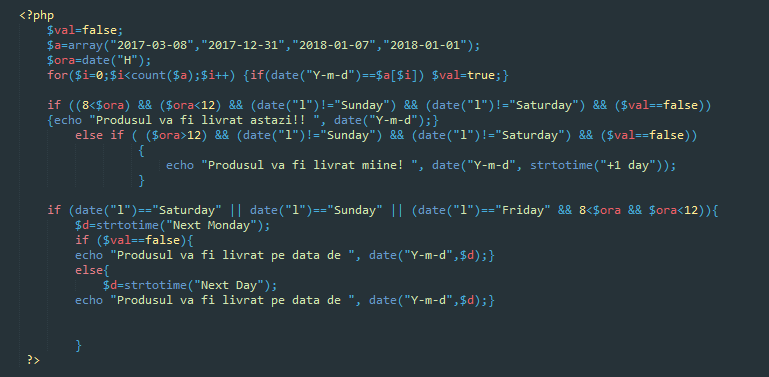 <?php
$val=false;
$a=array("2017-03-08","2017-12-31","2018-01-07","2018-01-01");
$ora=date("H");
for($i=0;$i<count($a);$i++) {if(date("Y-m-d")==$a[$i]) $val=true;}
if ((8<$ora) && ($ora<12) && (date("l")!="Sunday") && (date("l")!="Saturday") && ($val==false))
{echo "Produsul va fi livrat astazi!! ", date("Y-m-d");}
else if ( ($ora>12) && (date("l")!="Sunday") && (date("l")!="Saturday") && ($val==false))
{
echo "Produsul va fi livrat miine! ", date("Y-m-d", strtotime("+1 day"));
}
if (date("l")=="Saturday" || date("l")=="Sunday" || (date("l")=="Friday" && 8<$ora && $ora<12)){
$d=strtotime("Next Monday");
if ($val==false){
echo "Produsul va fi livrat pe data de ", date("Y-m-d",$d);}
else{
$d=strtotime("Next Day");
echo "Produsul va fi livrat pe data de ", date("Y-m-d",$d);}
}
?>